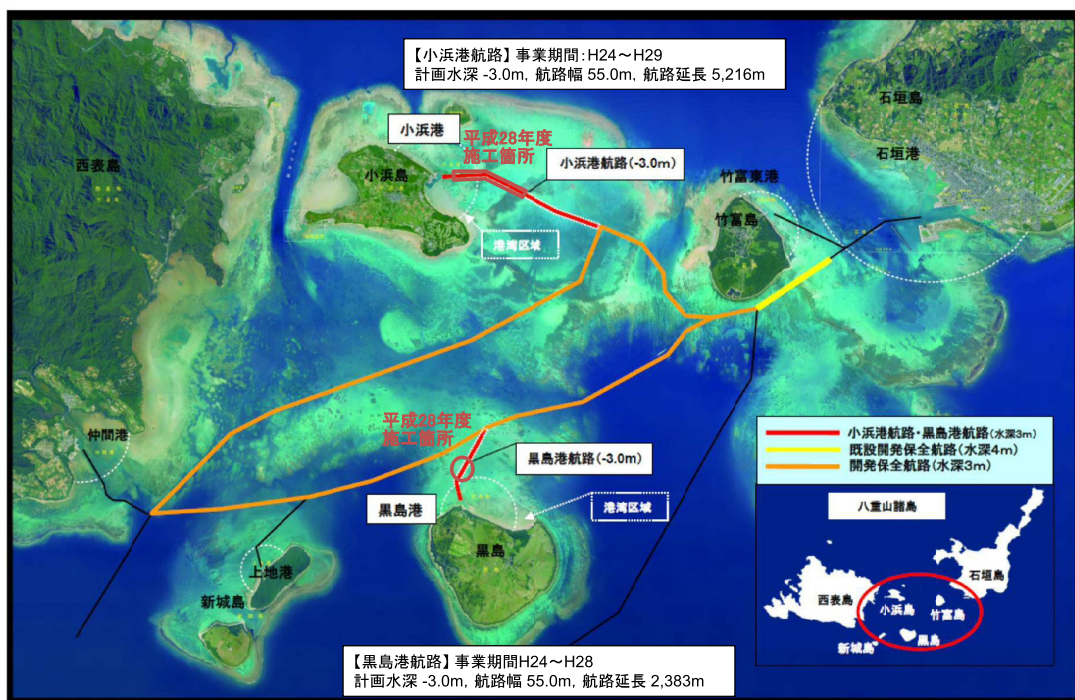 【小浜港航路】 事業期間：H24～H29
計画水深 -3.0m, 航路幅 55.0m, 航路延長 5,216m
小浜港
平成28年度
施工箇所
小浜港航路(-3.0m)
石垣島
石垣港
西表島
小浜島
竹富東港
竹富島
港湾区域
平成28年度
施工箇所
仲間港
黒島港航路(-3.0m)
小浜港航路・黒島港航路(水深3m)
既設開発保全航路(水深4m)
開発保全航路(水深3m)
黒島港
港湾区域
八重山諸島
黒島
上地港
新城島
石垣島
西表島
小浜島
竹富島
黒島
新城島
【黒島港航路】 事業期間H24～H28
計画水深 -3.0m, 航路幅 55.0m, 航路延長 2,383m